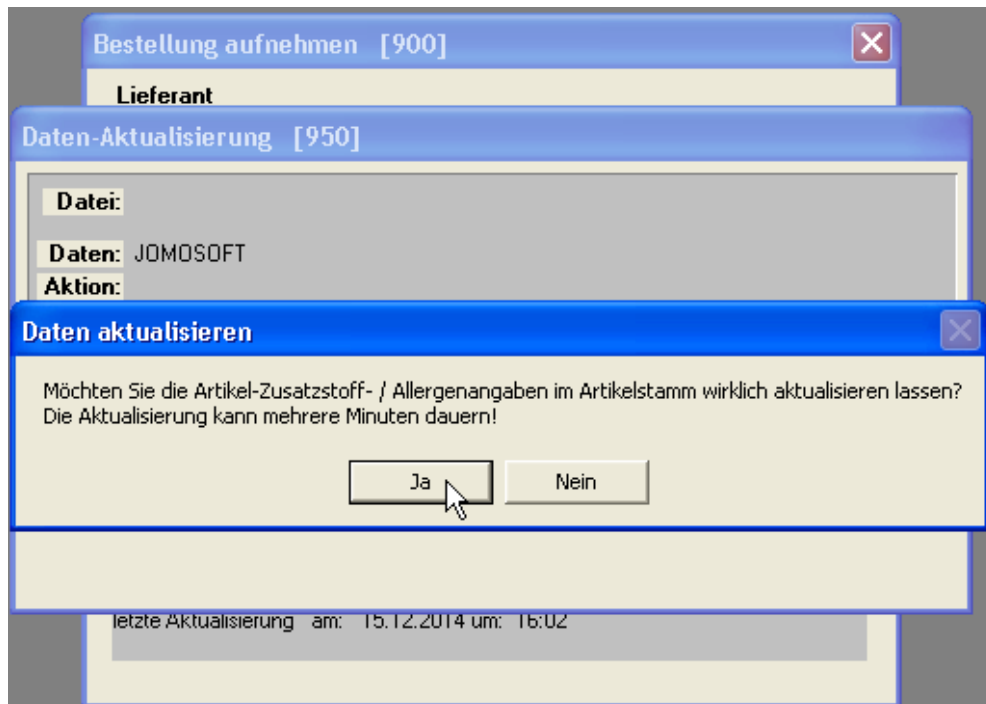 Bestellung aufnehmen [900]
Lieferant
Daten-Aktualisierung [950]
Datei:
Daten: JOMOSOFT
Aktion:
Daten aktualisieren
Möchten Sie die Artikel-Zusatzstoff- / Allergenangaben im Artikelstamm wirklich aktualisieren lassen?
Die Aktualisierung kann mehrere Minuten dauern!
Ja Nein
letzte Aktualisierung am: 15.12.2014 um: 16:02